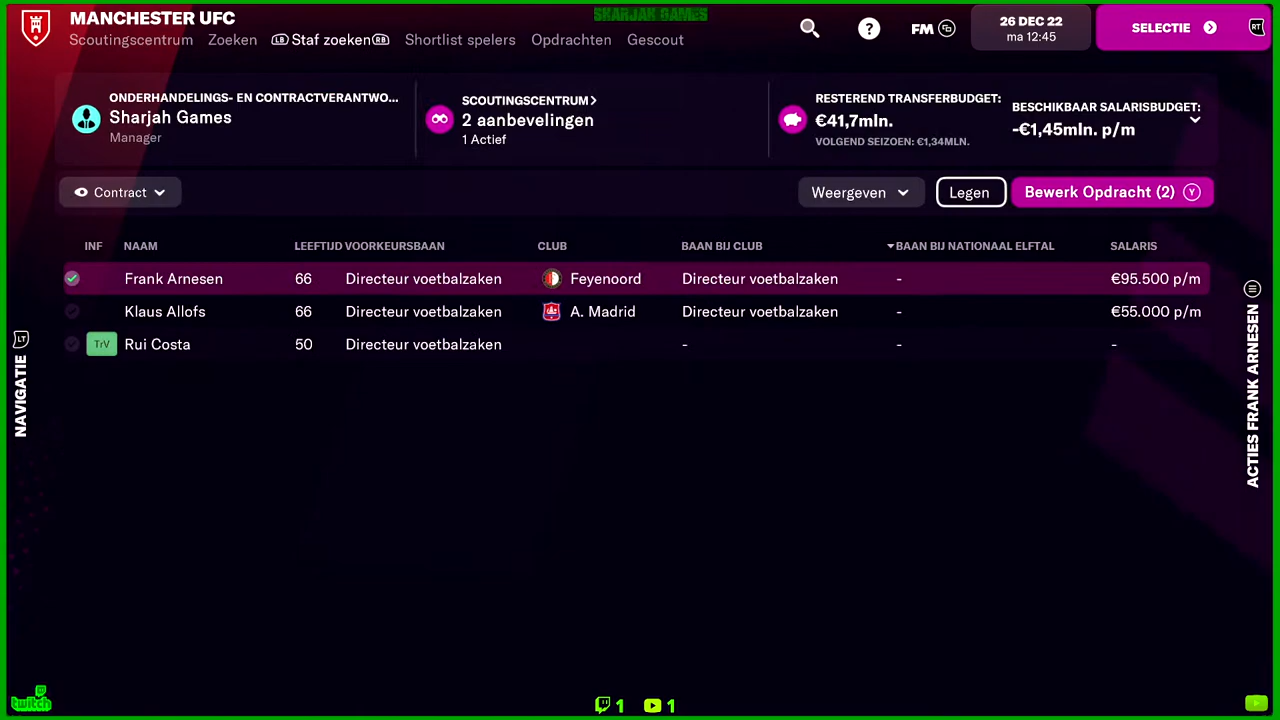 MANCHESTER UFC
SHARJAH GAMES
Scoutingscentrum Zoeken LB Staf zoeken RB Shortlist spelers Opdrachten Gescout
FM
26 DEC 22
ma 12:45
SELECTIE
RT
ONDERHANDELINGS- EN CONTRACTVERANTWO...
Sharjah Games
Manager
SCOUTINGSCENTRUM
2 aanbevelingen
1 Actief
RESTEREND TRANSFERBUDGET:
€41,7mln.
VOLGEND SEIZOEN: €1,34MLN.
BESCHIKBAAR SALARISBUDGET:
-€1,45mln. p/m
Contract Weergeven Legen Bewerk Opdracht (2) Y
INF NAAM LEEFTIJD VOORKEURSBAAN CLUB BAAN BIJ CLUB BAAN BIJ NATIONAAL ELFTAL SALARIS
Frank Arnesen 66 Directeur voetbalzaken Feyenoord Directeur voetbalzaken - €95.500 p/m
Klaus Allofs 66 Directeur voetbalzaken A. Madrid Directeur voetbalzaken - €55.000 p/m
TrV Rui Costa 50 Directeur voetbalzaken - - -
NAVIGATIE LT
ACTIES FRANK ARNESEN
twitch
1 1